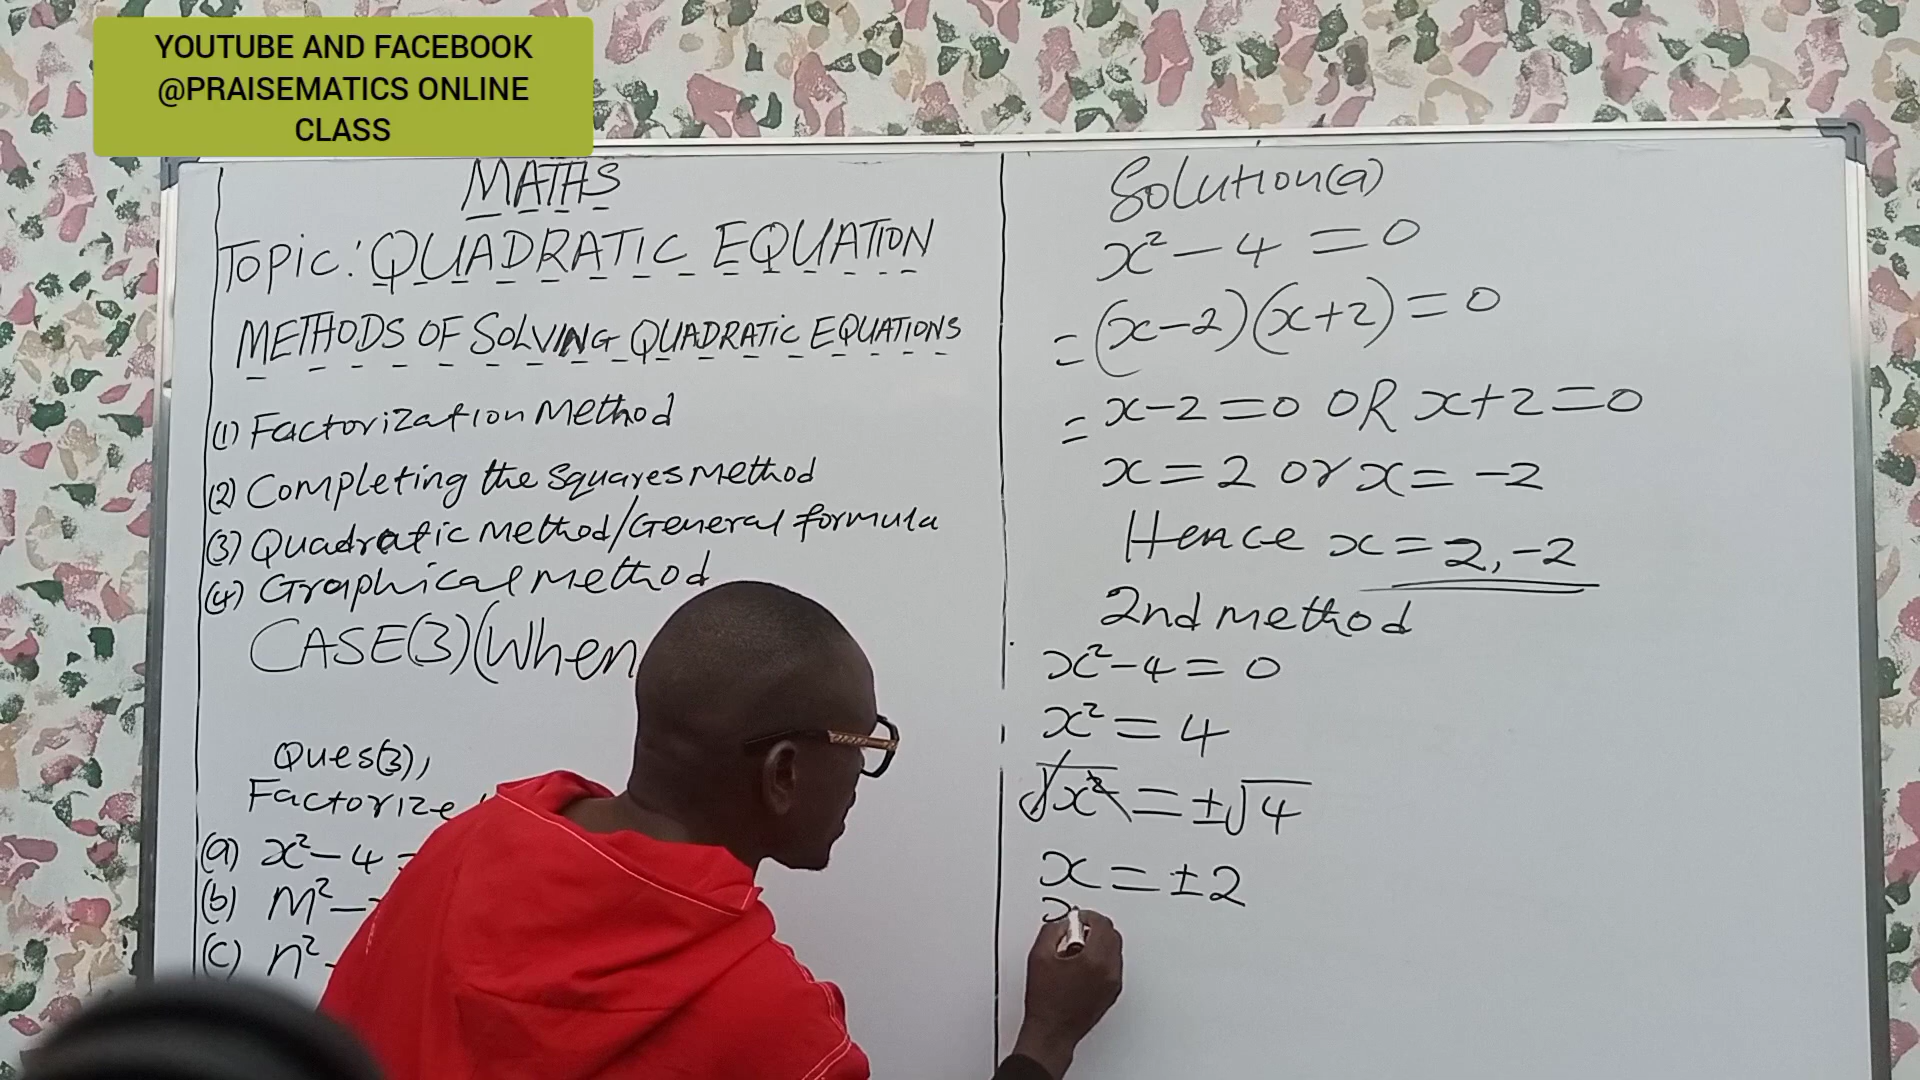 YOUTUBE AND FACEBOOK
@PRAISEMATICS ONLINE
CLASS
MATHS
Topic: QUADRATIC EQUATION
METHODS OF SOLVING QUADRATIC EQUATIONS
(1) Factorization Method
(2) Completing the Squares Method
(3) Quadratic Method/General formula
(4) Graphical method
CASE(3)(When
Ques(3),
Factorize
(a) x² - 4 =
(b) M² -
(c) n² -
Solution(a)
x² - 4 = 0
= (x-2)(x+2) = 0
= x-2=0 OR x+2=0
x = 2 or x = -2
Hence x = 2, -2
2nd method
x² - 4 = 0
x² = 4
√x² = ±√4
x = ±2
x